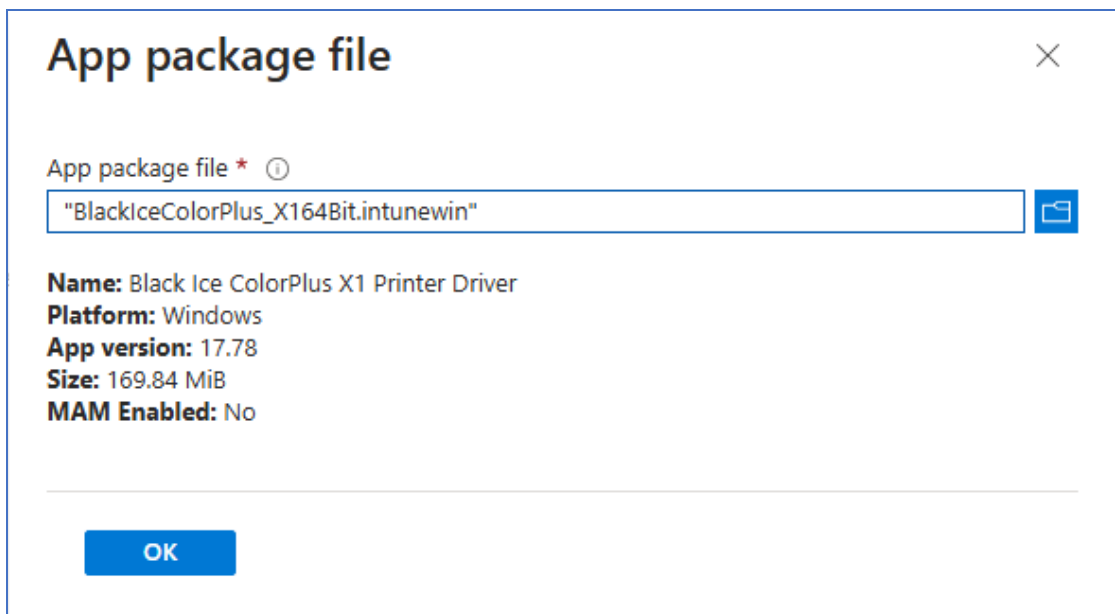 App package file
App package file * ⓘ
"BlackIceColorPlus_X164Bit.intunewin"
Name: Black Ice ColorPlus X1 Printer Driver
Platform: Windows
App version: 17.78
Size: 169.84 MiB
MAM Enabled: No
OK